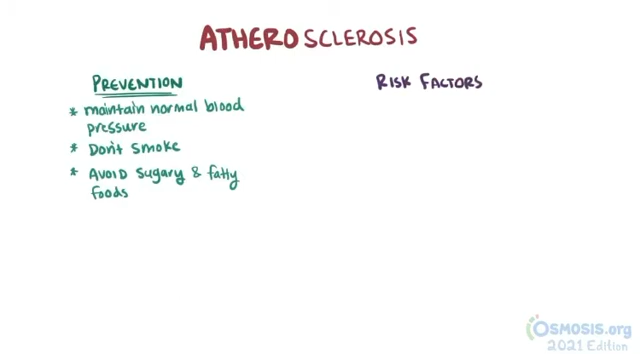 ATHEROSCLEROSIS
PREVENTION
* maintain normal blood
pressure
* Don't smoke
* AVOID sugary & fatty
foods
RISK FACTORS
OSMOSIS.org
2021 Edition